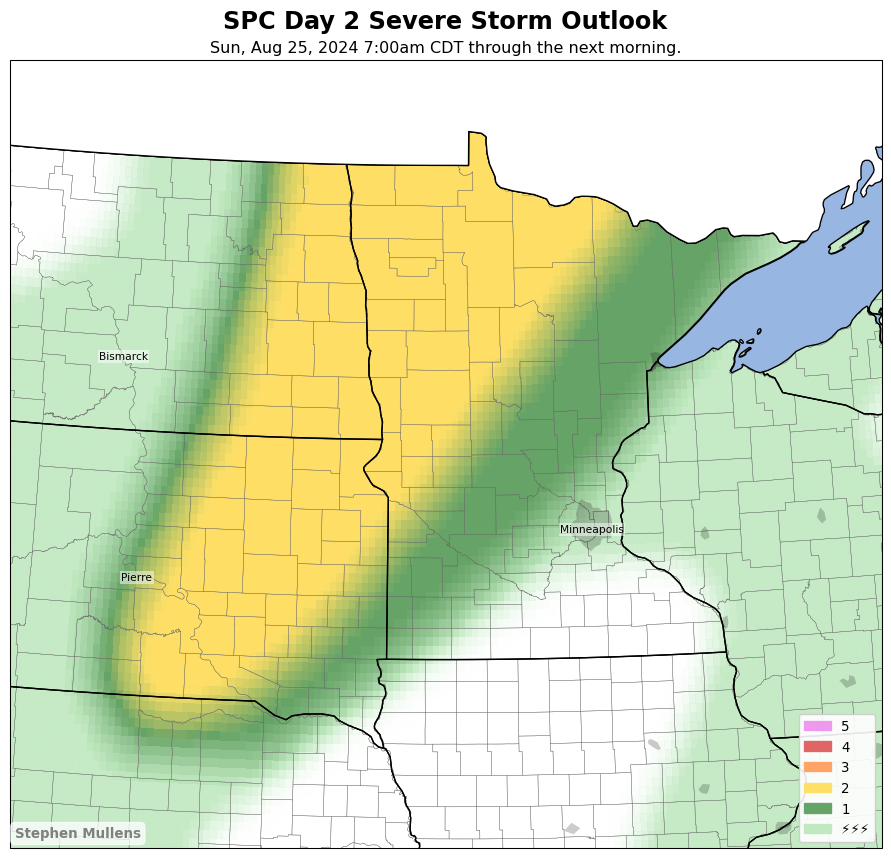 SPC Day 2 Severe Storm Outlook
Sun, Aug 25, 2024 7:00am CDT through the next morning.
Bismarck
Minneapolis
Pierre
5
4
3
2
1
⚡⚡⚡
Stephen Mullens